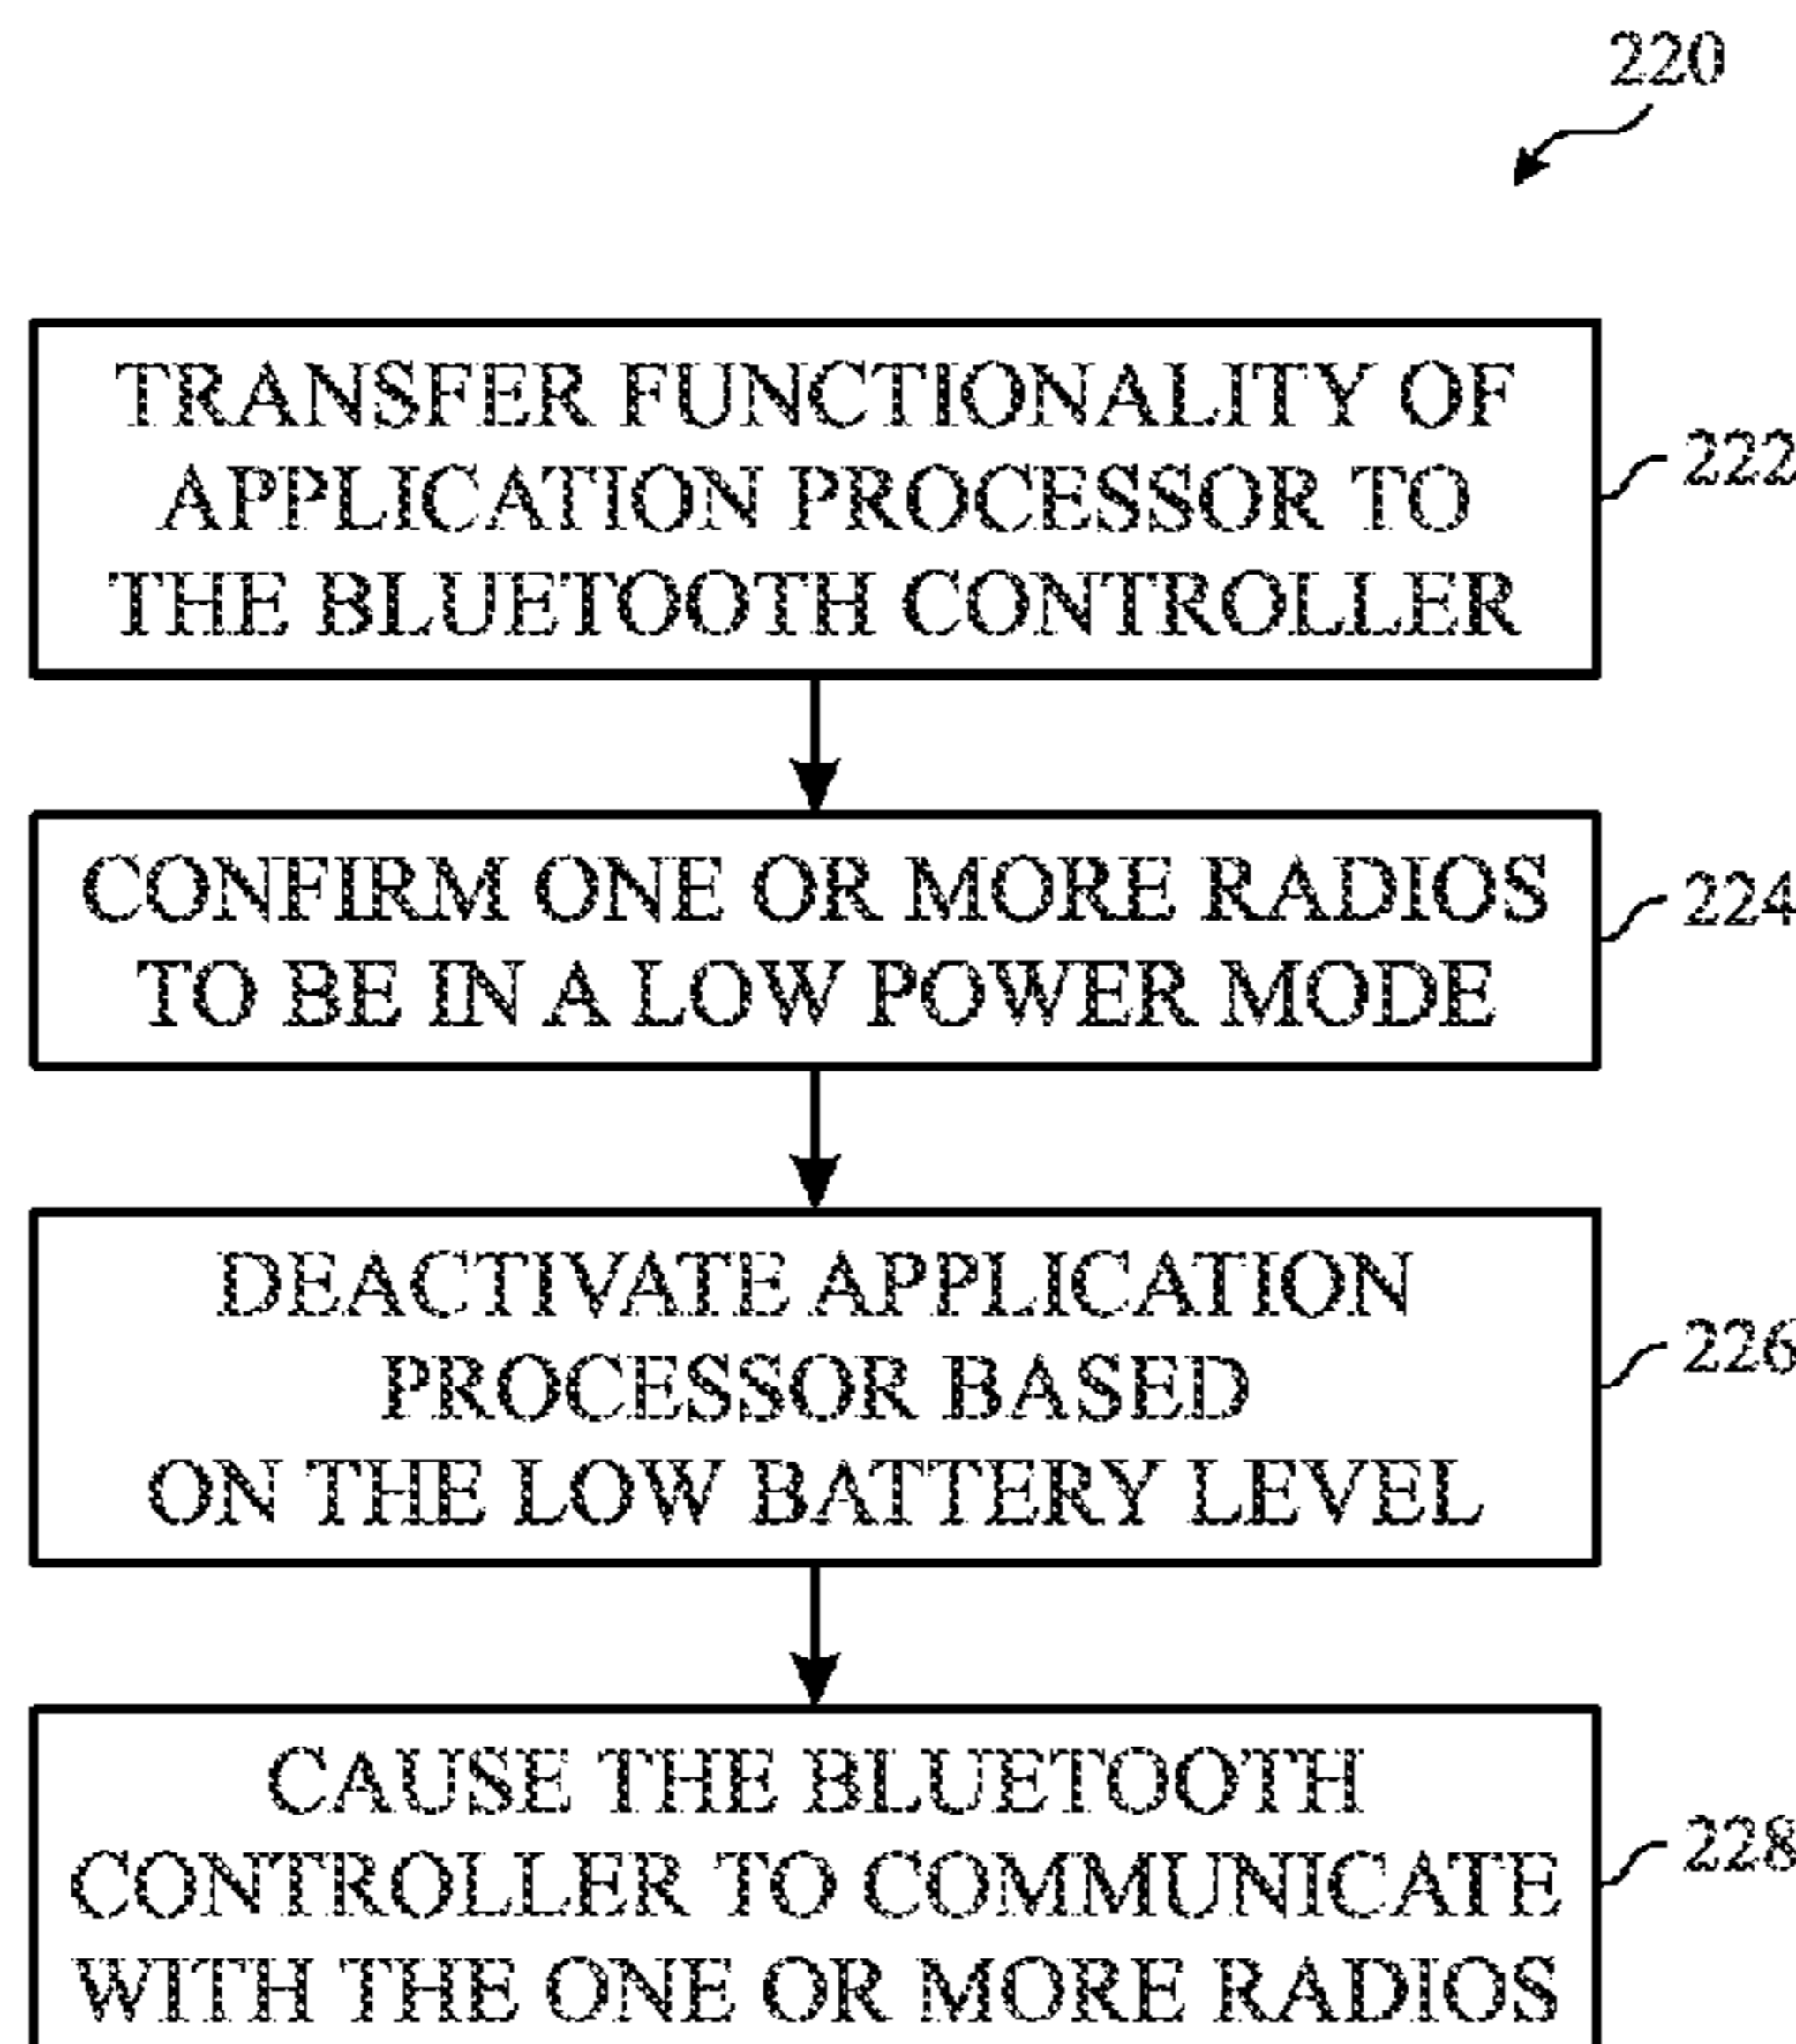 220
TRANSFER FUNCTIONALITY OF
APPLICATION PROCESSOR TO
THE BLUETOOTH CONTROLLER
222
CONFIRM ONE OR MORE RADIOS
TO BE IN A LOW POWER MODE
224
DEACTIVATE APPLICATION
PROCESSOR BASED
ON THE LOW BATTERY LEVEL
226
CAUSE THE BLUETOOTH
CONTROLLER TO COMMUNICATE
WITH THE ONE OR MORE RADIOS
228